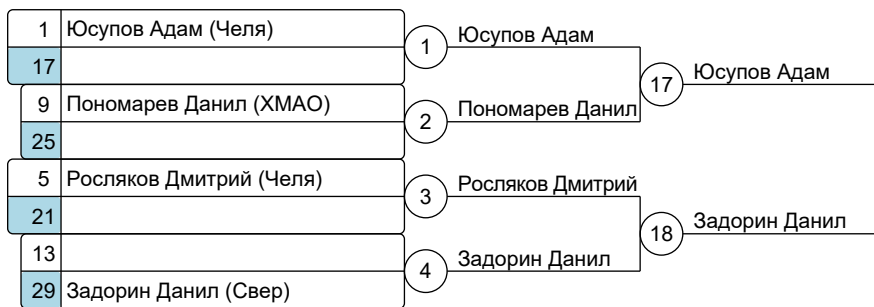 1 Юсупов Адам (Челя)
17
9 Пономарев Данил (ХМАО)
25
5 Росляков Дмитрий (Челя)
21
13
29 Задорин Данил (Свер)
1 Юсупов Адам
2 Пономарев Данил
3 Росляков Дмитрий
4 Задорин Данил
17 Юсупов Адам
18 Задорин Данил